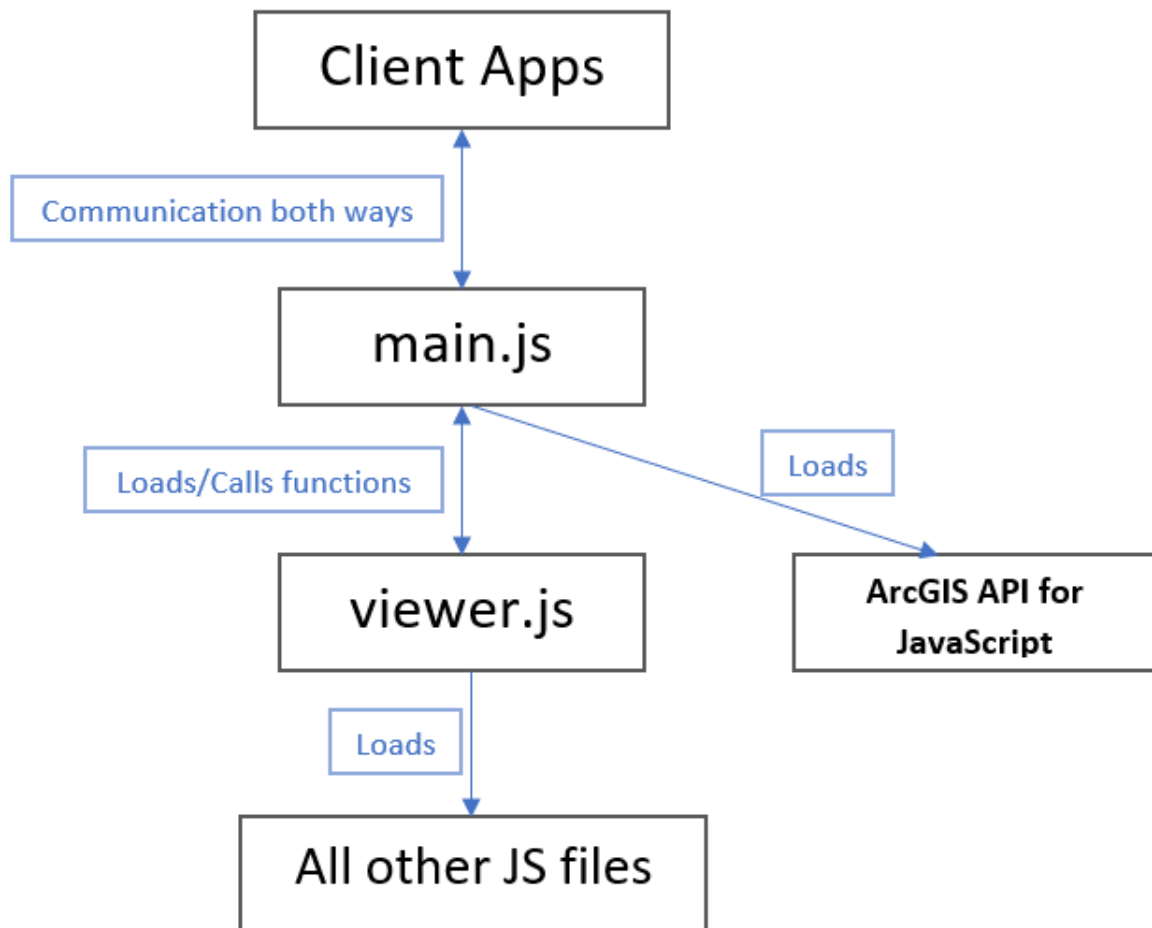 Client Apps
Communication both ways
main.js
Loads/Calls functions
Loads
viewer.js
ArcGIS API for
JavaScript
Loads
All other JS files